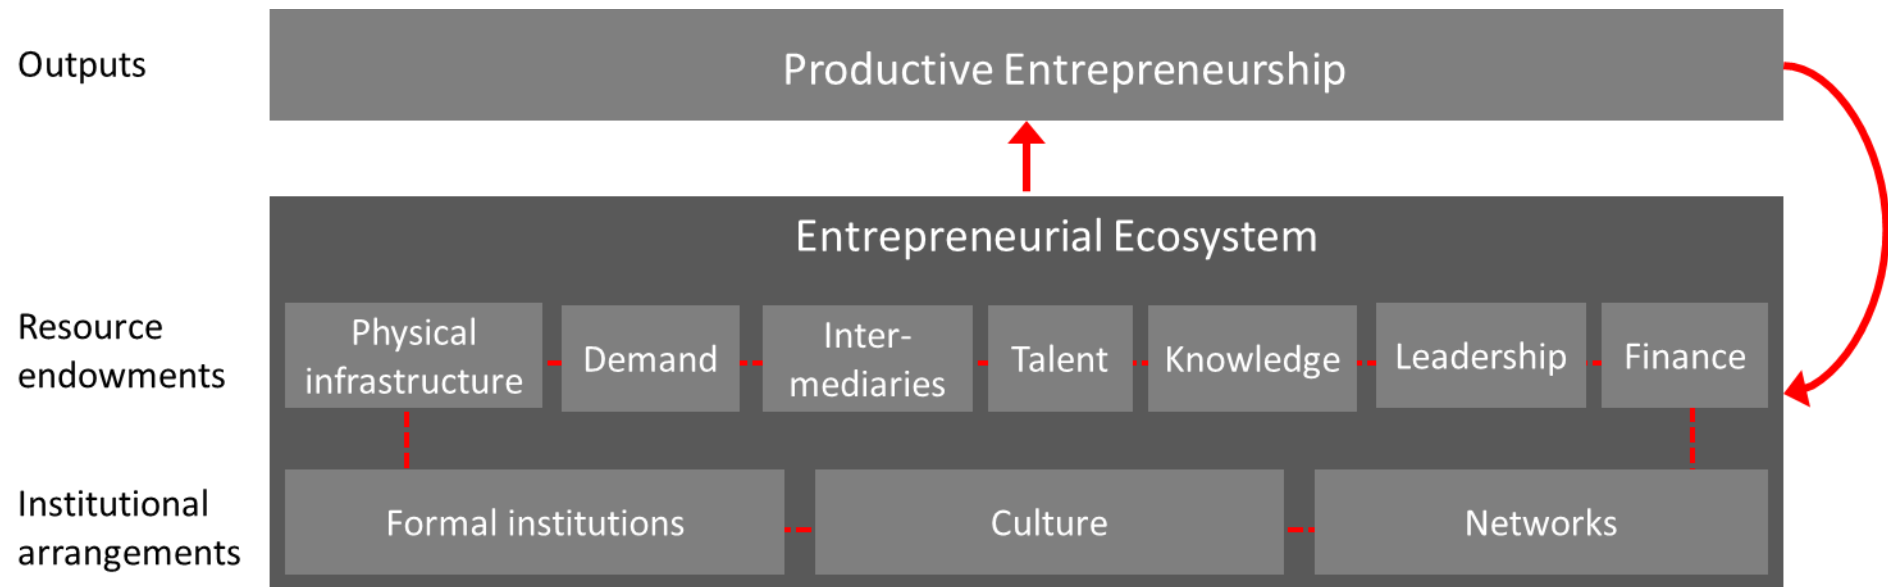 Outputs
Productive Entrepreneurship
Entrepreneurial Ecosystem
Resource
endowments
Physical
infrastructure
Demand
Inter-
mediaries
Talent
Knowledge
Leadership
Finance
Institutional
arrangements
Formal institutions
Culture
Networks